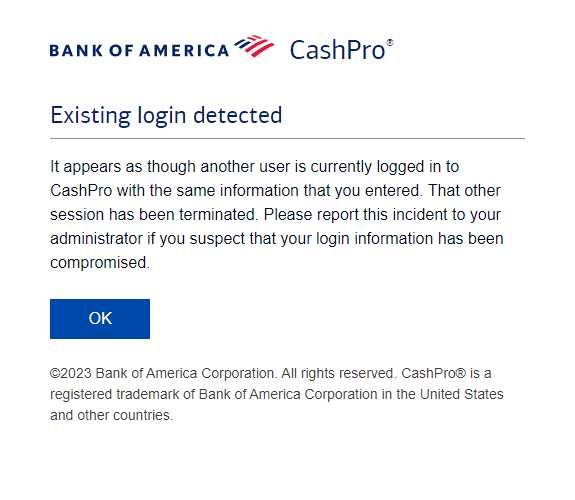 BANK OF AMERICA CashPro®
Existing login detected
It appears as though another user is currently logged in to
CashPro with the same information that you entered. That other
session has been terminated. Please report this incident to your
administrator if you suspect that your login information has been
compromised.
OK
©2023 Bank of America Corporation. All rights reserved. CashPro® is a
registered trademark of Bank of America Corporation in the United States
and other countries.